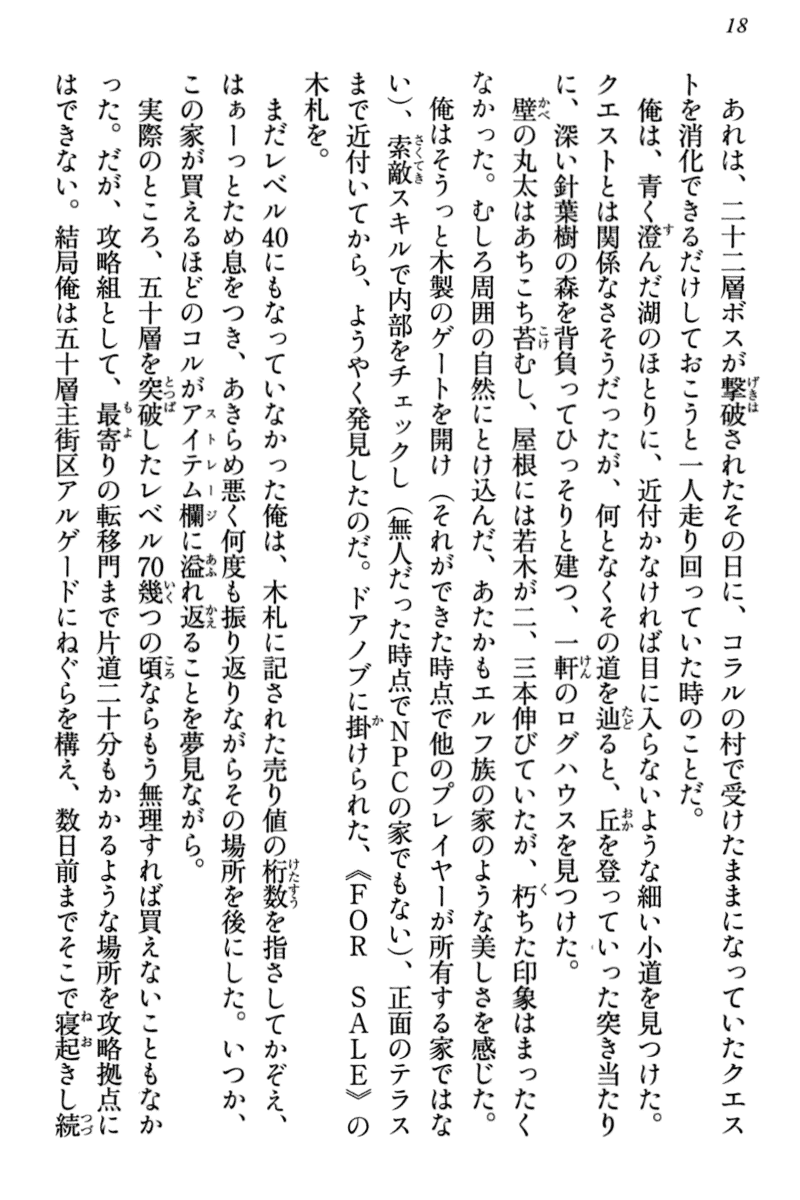 18
あれは、二十二層ボスが撃破されたその日に、コラルの村で受けたままになっていたクエス
トを消化できるだけしておこうと一人走り回っていた時のことだ。
俺は、青く澄んだ湖のほとりに、近付かなければ目に入らないような細い小道を見つけた。
クエストとは関係なさそうだったが、何となくその道を辿ると、丘を登っていった突き当たり
に、深い針葉樹の森を背負ってひっそりと建つ、一軒のログハウスを見つけた。
壁の丸太はあちこち苔むし、屋根には若木が二、三本伸びていたが、朽ちた印象はまったく
なかった。むしろ周囲の自然にとけ込んだ、あたかもエルフ族の家のような美しさを感じた。
俺はそうっと木製のゲートを開け（それができた時点で他のプレイヤーが所有する家ではな
い）、索敵スキルで内部をチェックし（無人だった時点でNPCの家でもない）、正面のテラス
まで近付いてから、ようやく発見したのだ。ドアノブに掛けられた、《FOR　SALE》の
木札を。
まだレベル40にもなっていなかった俺は、木札に記された売り値の桁数を指さしてかぞえ、
はぁーっとため息をつき、あきらめ悪く何度も振り返りながらその場所を後にした。いつか、
この家が買えるほどのコルがアイテム欄に溢れ返ることを夢見ながら。
実際のところ、五十層を突破したレベル70幾つの頃ならもう無理すれば買えないこともなか
った。だが、攻略組として、最寄りの転移門まで片道二十分もかかるような場所を攻略拠点に
はできない。結局俺は五十層主街区アルゲードにねぐらを構え、数日前までそこで寝起きし続